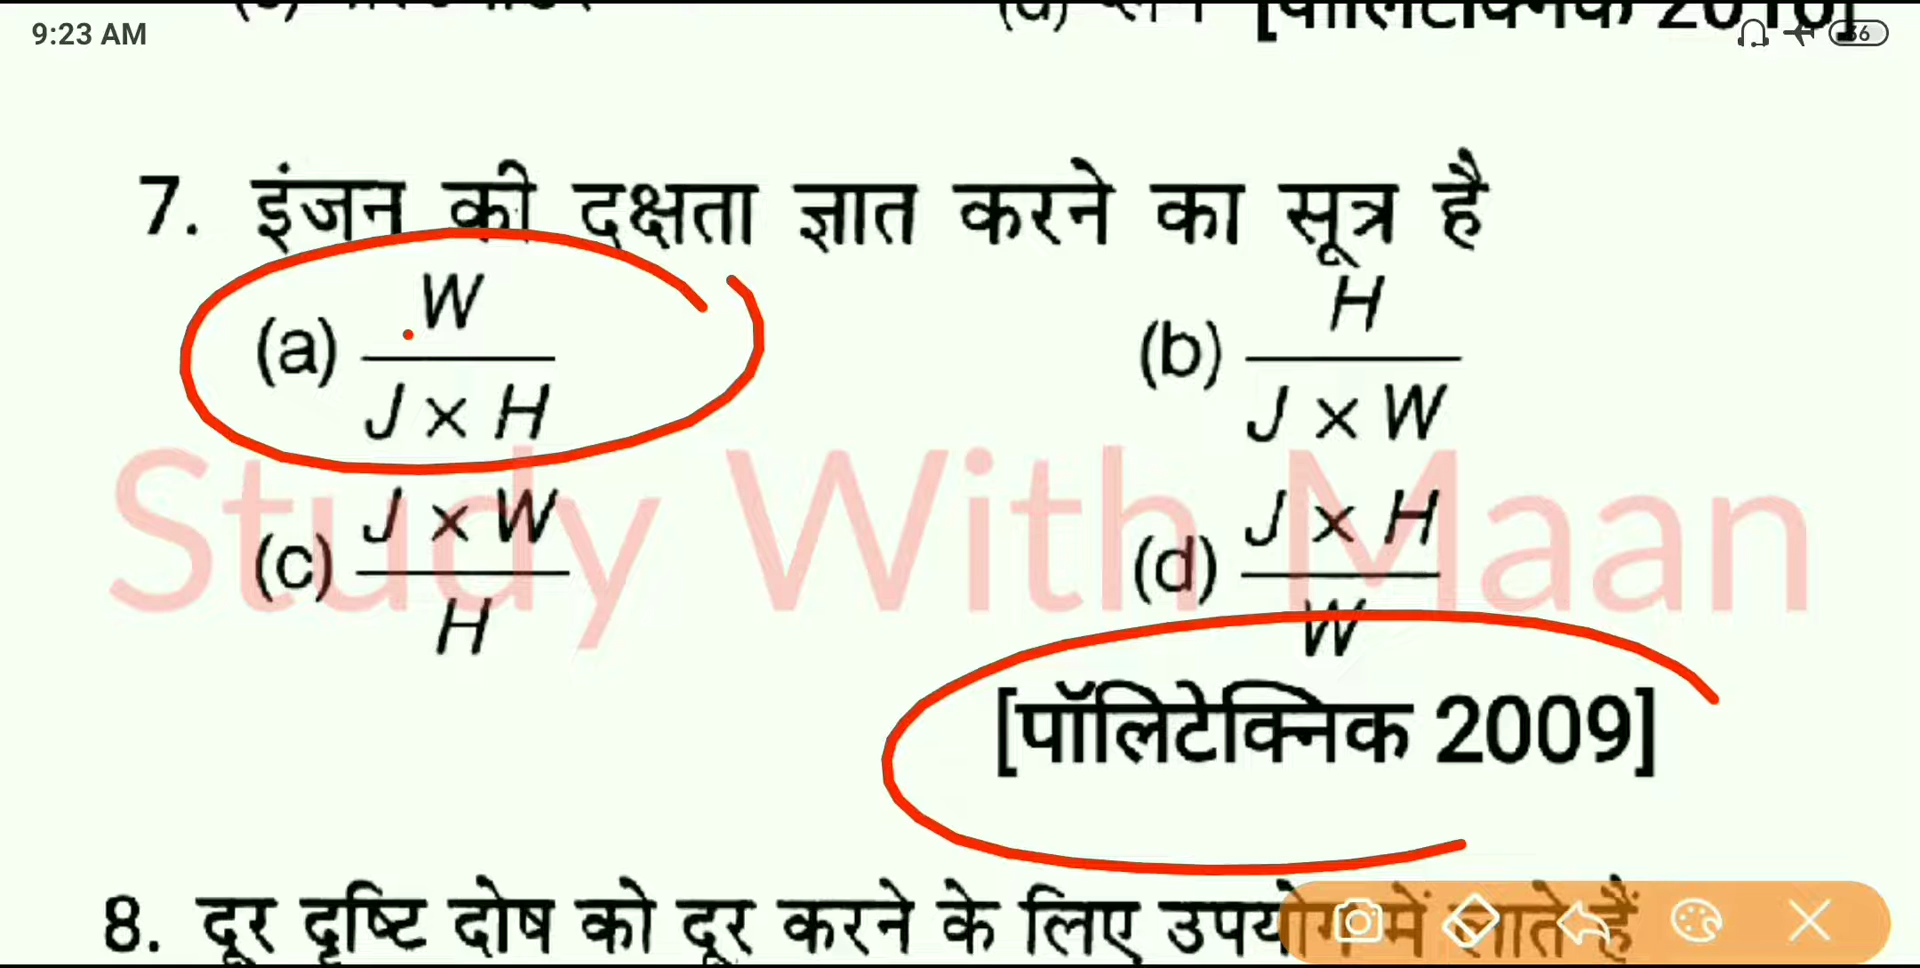 9:23 AM
7. इंजन की दक्षता ज्ञात करने का सूत्र है
(a) W / J × H
(b) H / J × W
(c) J × W / H
(d) J × H / W
Study With Maan
[पॉलिटेक्निक 2009]
8. दूर दृष्टि दोष को दूर करने के लिए उपयोग में लाते हैं